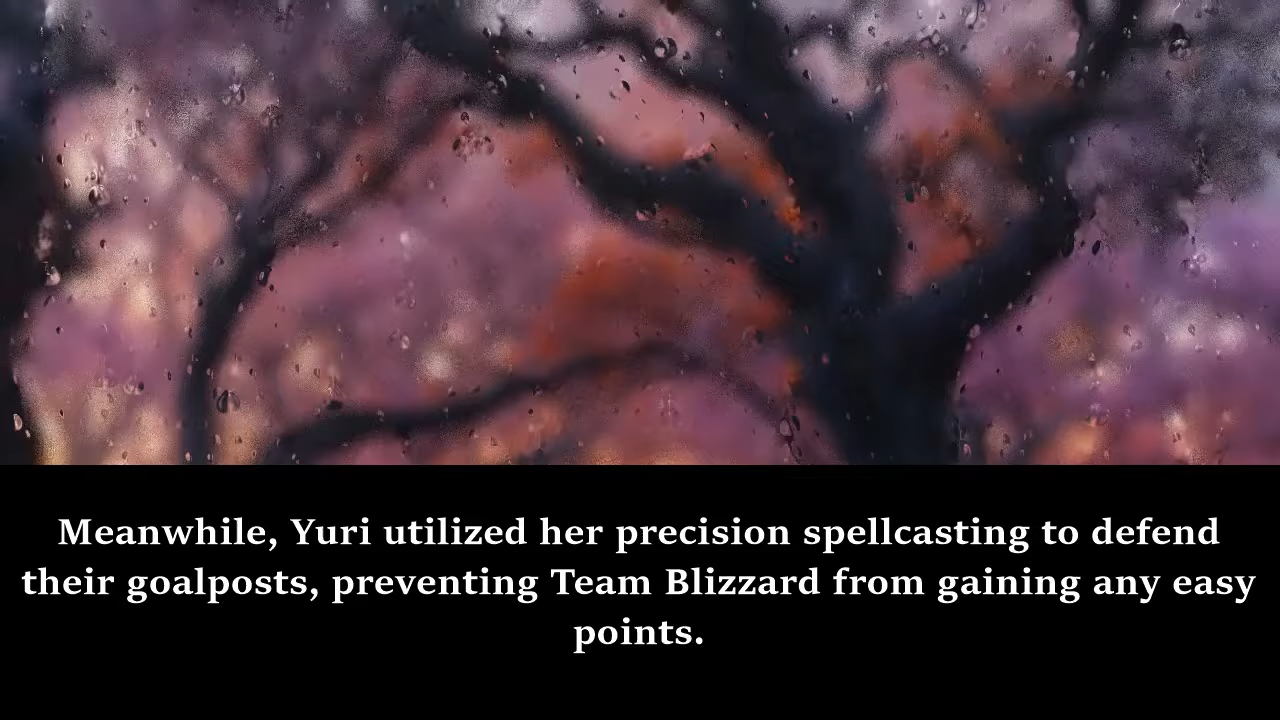 Meanwhile, Yuri utilized her precision spellcasting to defend
their goalposts, preventing Team Blizzard from gaining any easy
points.